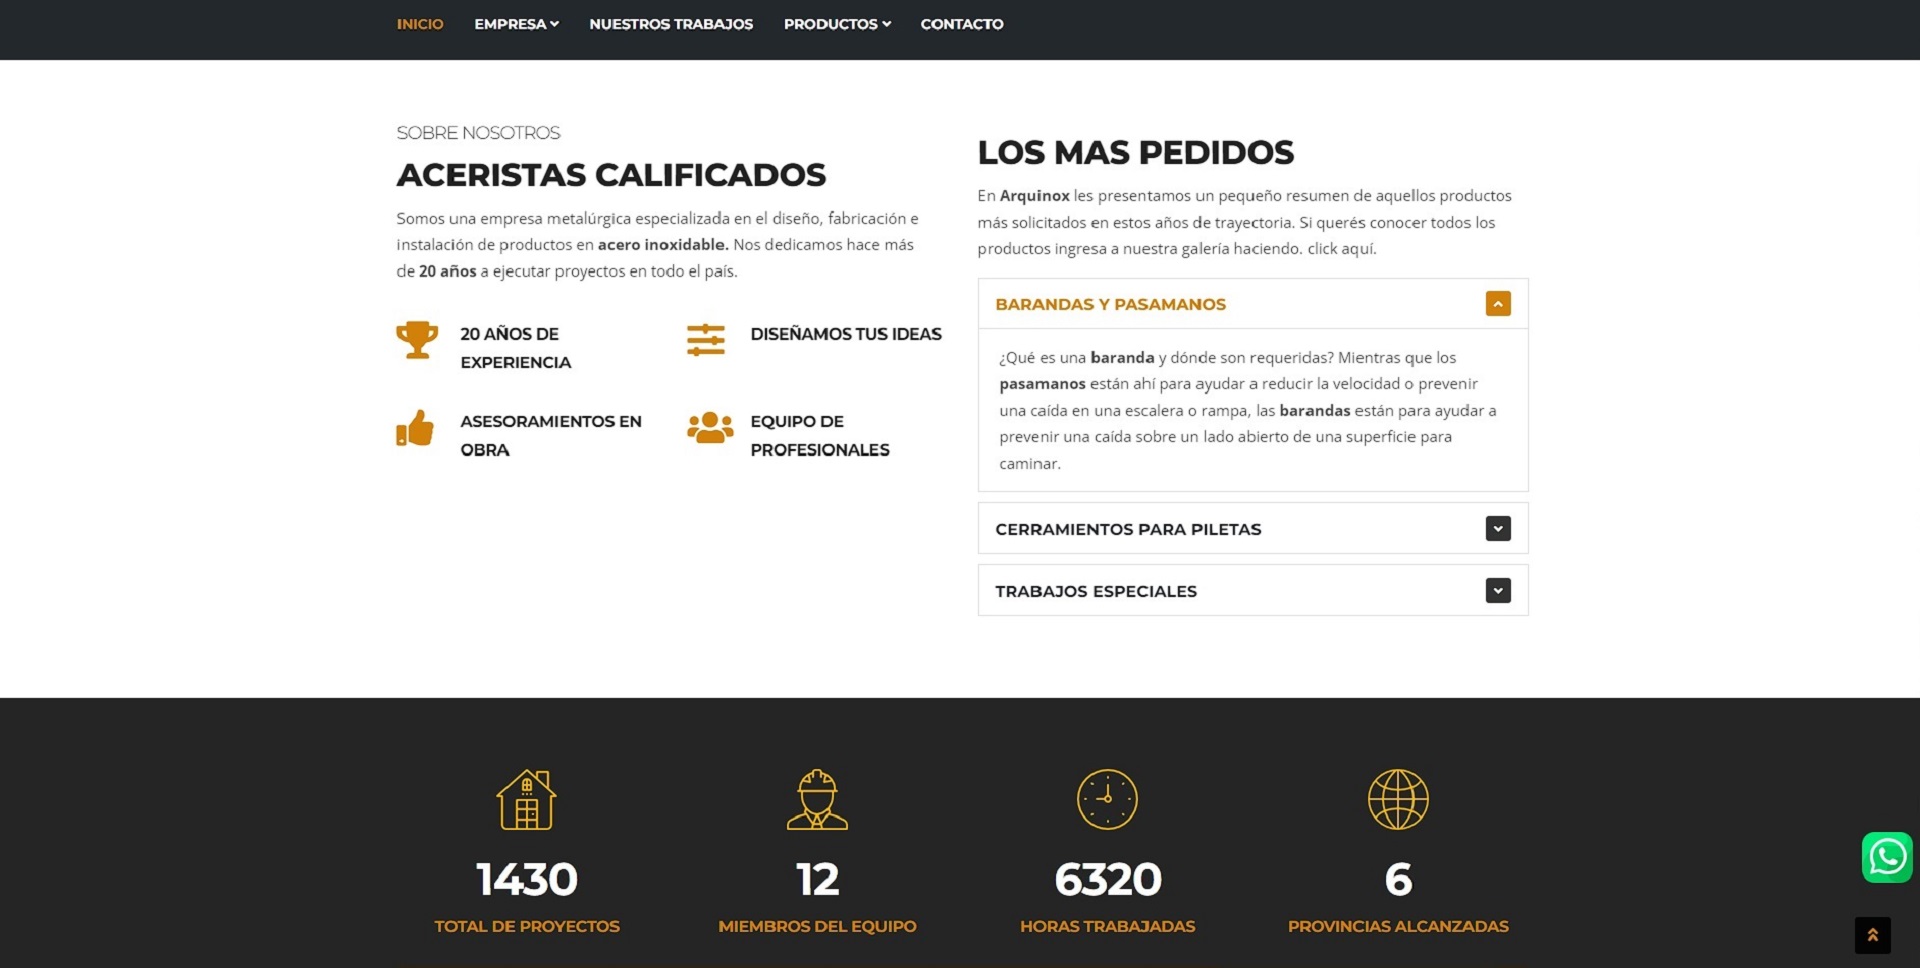 INICIO EMPRESA NUESTROS TRABAJOS PRODUCTOS CONTACTO
SOBRE NOSOTROS
ACERISTAS CALIFICADOS
Somos una empresa metalúrgica especializada en el diseño, fabricación e
instalación de productos en acero inoxidable. Nos dedicamos hace más
de 20 años a ejecutar proyectos en todo el país.
20 AÑOS DE
EXPERIENCIA
DISEÑAMOS TUS IDEAS
ASESORAMIENTOS EN
OBRA
EQUIPO DE
PROFESIONALES
LOS MAS PEDIDOS
En Arquinox les presentamos un pequeño resumen de aquellos productos
más solicitados en estos años de trayectoria. Si querés conocer todos los
productos ingresa a nuestra galería haciendo. click aquí.
BARANDAS Y PASAMANOS
¿Qué es una baranda y dónde son requeridas? Mientras que los
pasamanos están ahí para ayudar a reducir la velocidad o prevenir
una caída en una escalera o rampa, las barandas están para ayudar a
prevenir una caída sobre un lado abierto de una superficie para
caminar.
CERRAMIENTOS PARA PILETAS
TRABAJOS ESPECIALES
1430
TOTAL DE PROYECTOS
12
MIEMBROS DEL EQUIPO
6320
HORAS TRABAJADAS
6
PROVINCIAS ALCANZADAS